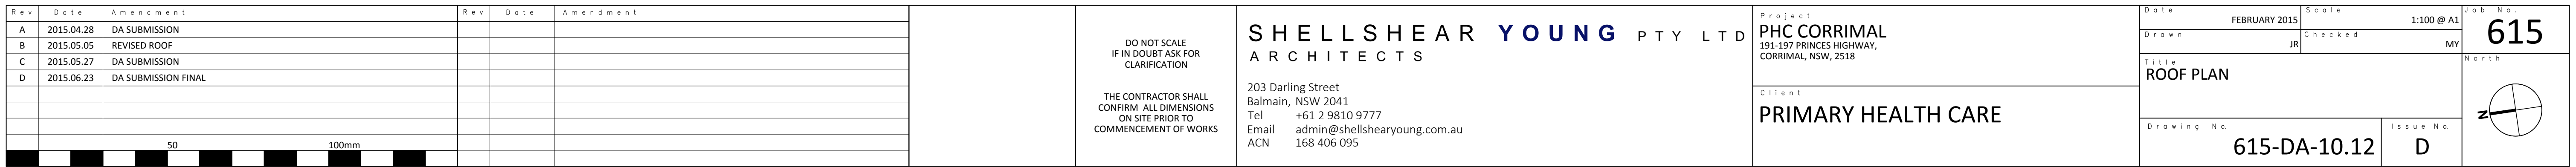 Rev Date Amendment Rev Date Amendment
A 2015.04.28 DA SUBMISSION
B 2015.05.05 REVISED ROOF
C 2015.05.27 DA SUBMISSION
D 2015.06.23 DA SUBMISSION FINAL
50 100mm
DO NOT SCALE
IF IN DOUBT ASK FOR
CLARIFICATION
THE CONTRACTOR SHALL
CONFIRM ALL DIMENSIONS
ON SITE PRIOR TO
COMMENCEMENT OF WORKS
SHELLSHEAR YOUNG PTY LTD
ARCHITECTS
203 Darling Street
Balmain, NSW 2041
Tel +61 2 9810 9777
Email admin@shellshearyoung.com.au
ACN 168 406 095
Project
PHC CORRIMAL
191-197 PRINCES HIGHWAY,
CORRIMAL, NSW, 2518
Client
PRIMARY HEALTH CARE
Date FEBRUARY 2015
Scale 1:100 @ A1
Drawn JR
Checked MY
Title
ROOF PLAN
Drawing No.
615-DA-10.12
Issue No.
D
Job No.
615
North
N